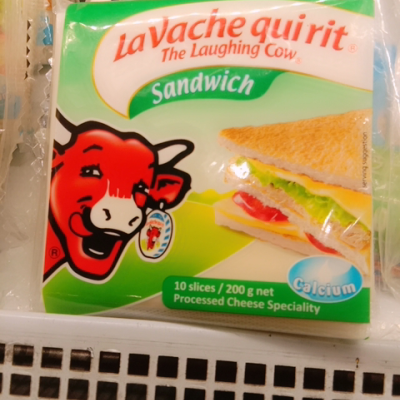 La Vache qui rit®
The Laughing Cow®
Sandwich
10 slices / 200 g net
Processed Cheese Speciality
Calcium
®